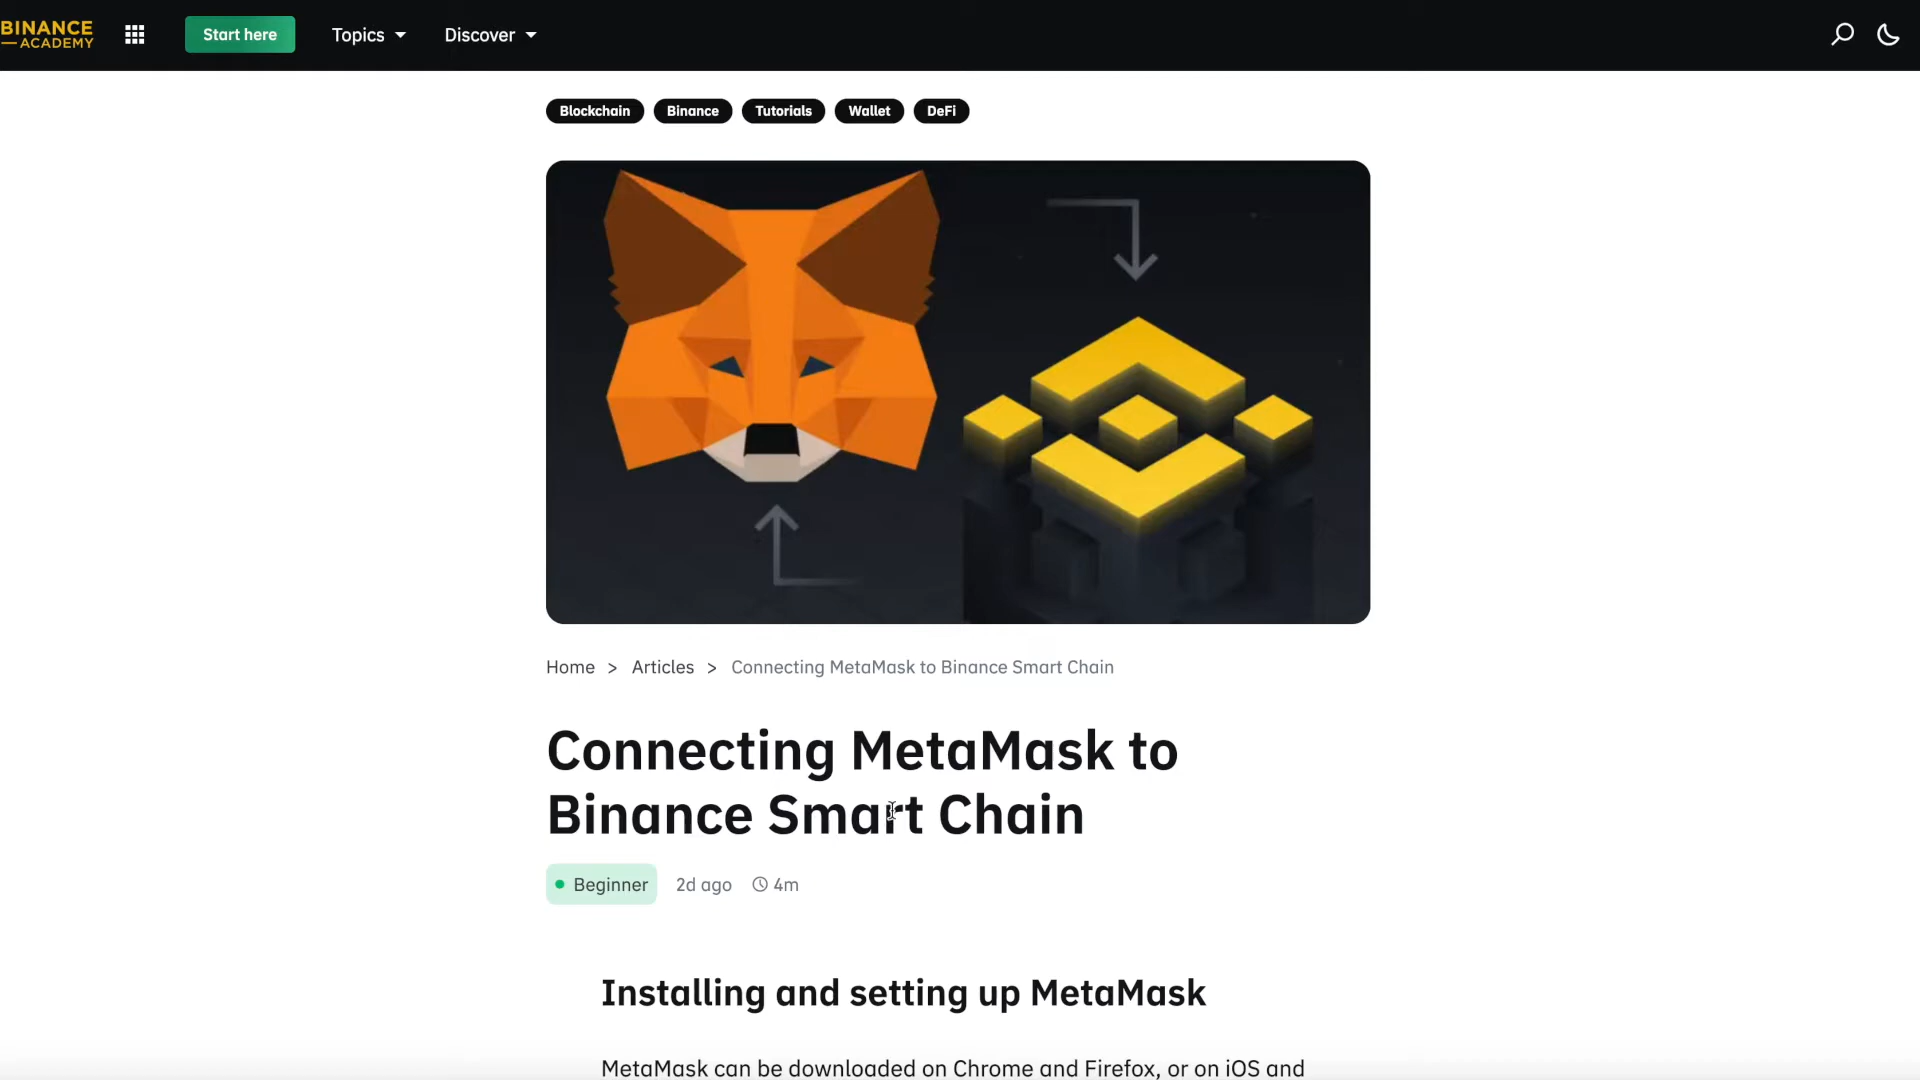 BINANCE
ACADEMY
Start here
Topics
Discover
Blockchain
Binance
Tutorials
Wallet
DeFi
Home > Articles > Connecting MetaMask to Binance Smart Chain
Connecting MetaMask to
Binance Smart Chain
Beginner
2d ago
4m
Installing and setting up MetaMask
MetaMask can be downloaded on Chrome and Firefox, or on iOS and